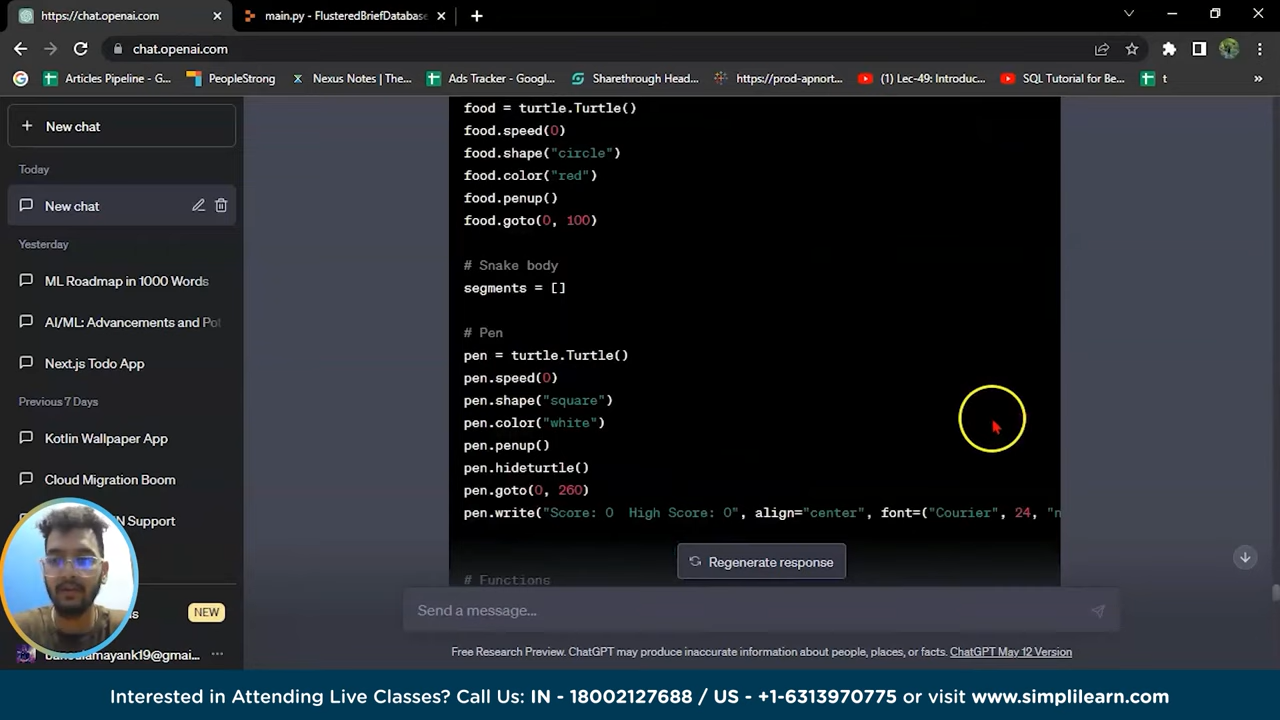 https://chat.openai.com
main.py - FlusteredBriefDatabase
chat.openai.com
Articles Pipeline - G...
PeopleStrong
Nexus Notes | The...
Ads Tracker - Googl...
Sharethrough Head...
https://prod-apnort...
(1) Lec-49: Introduc...
SQL Tutorial for Be...
t
»
New chat
Today
New chat
Yesterday
ML Roadmap in 1000 Words
AI/ML: Advancements and Pot
Next.js Todo App
Previous 7 Days
Kotlin Wallpaper App
Cloud Migration Boom
N Support
NEW
food = turtle.Turtle()
food.speed(0)
food.shape("circle")
food.color("red")
food.penup()
food.goto(0, 100)
# Snake body
segments = []
# Pen
pen = turtle.Turtle()
pen.speed(0)
pen.shape("square")
pen.color("white")
pen.penup()
pen.hideturtle()
pen.goto(0, 260)
pen.write("Score: 0  High Score: 0", align="center", font=("Courier", 24, "n
# Functions
Regenerate response
Send a message...
Free Research Preview. ChatGPT may produce inaccurate information about people, places, or facts. ChatGPT May 12 Version
Interested in Attending Live Classes? Call Us: IN - 18002127688 / US - +1-6313970775 or visit www.simplilearn.com